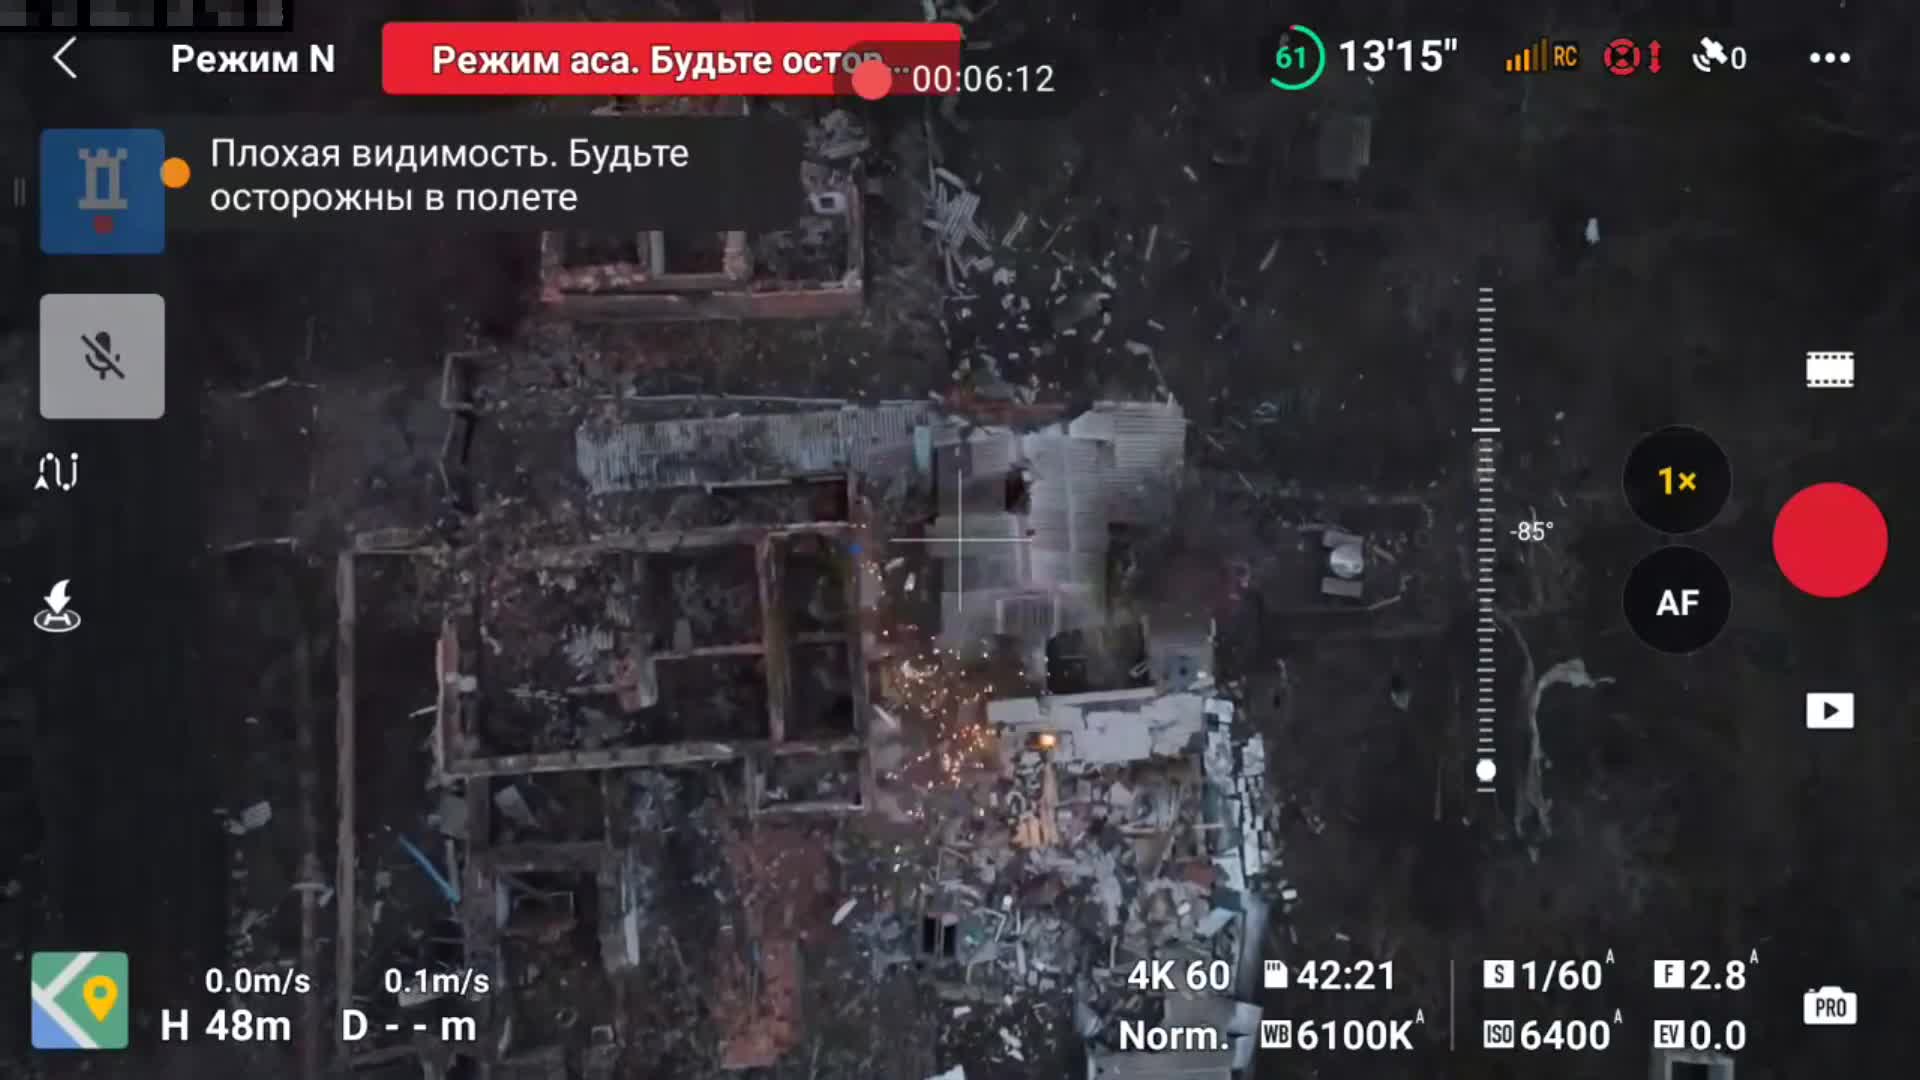 Режим N
Режим аса. Будьте остор...
00:06:12
61
13'15"
RC
0
Плохая видимость. Будьте
осторожны в полете
1×
-85°
AF
0.0m/s
0.1m/s
H 48m
D - - m
4K 60
42:21
S 1/60 A
F 2.8 A
Norm.
WB 6100K A
ISO 6400 A
EV 0.0
PRO